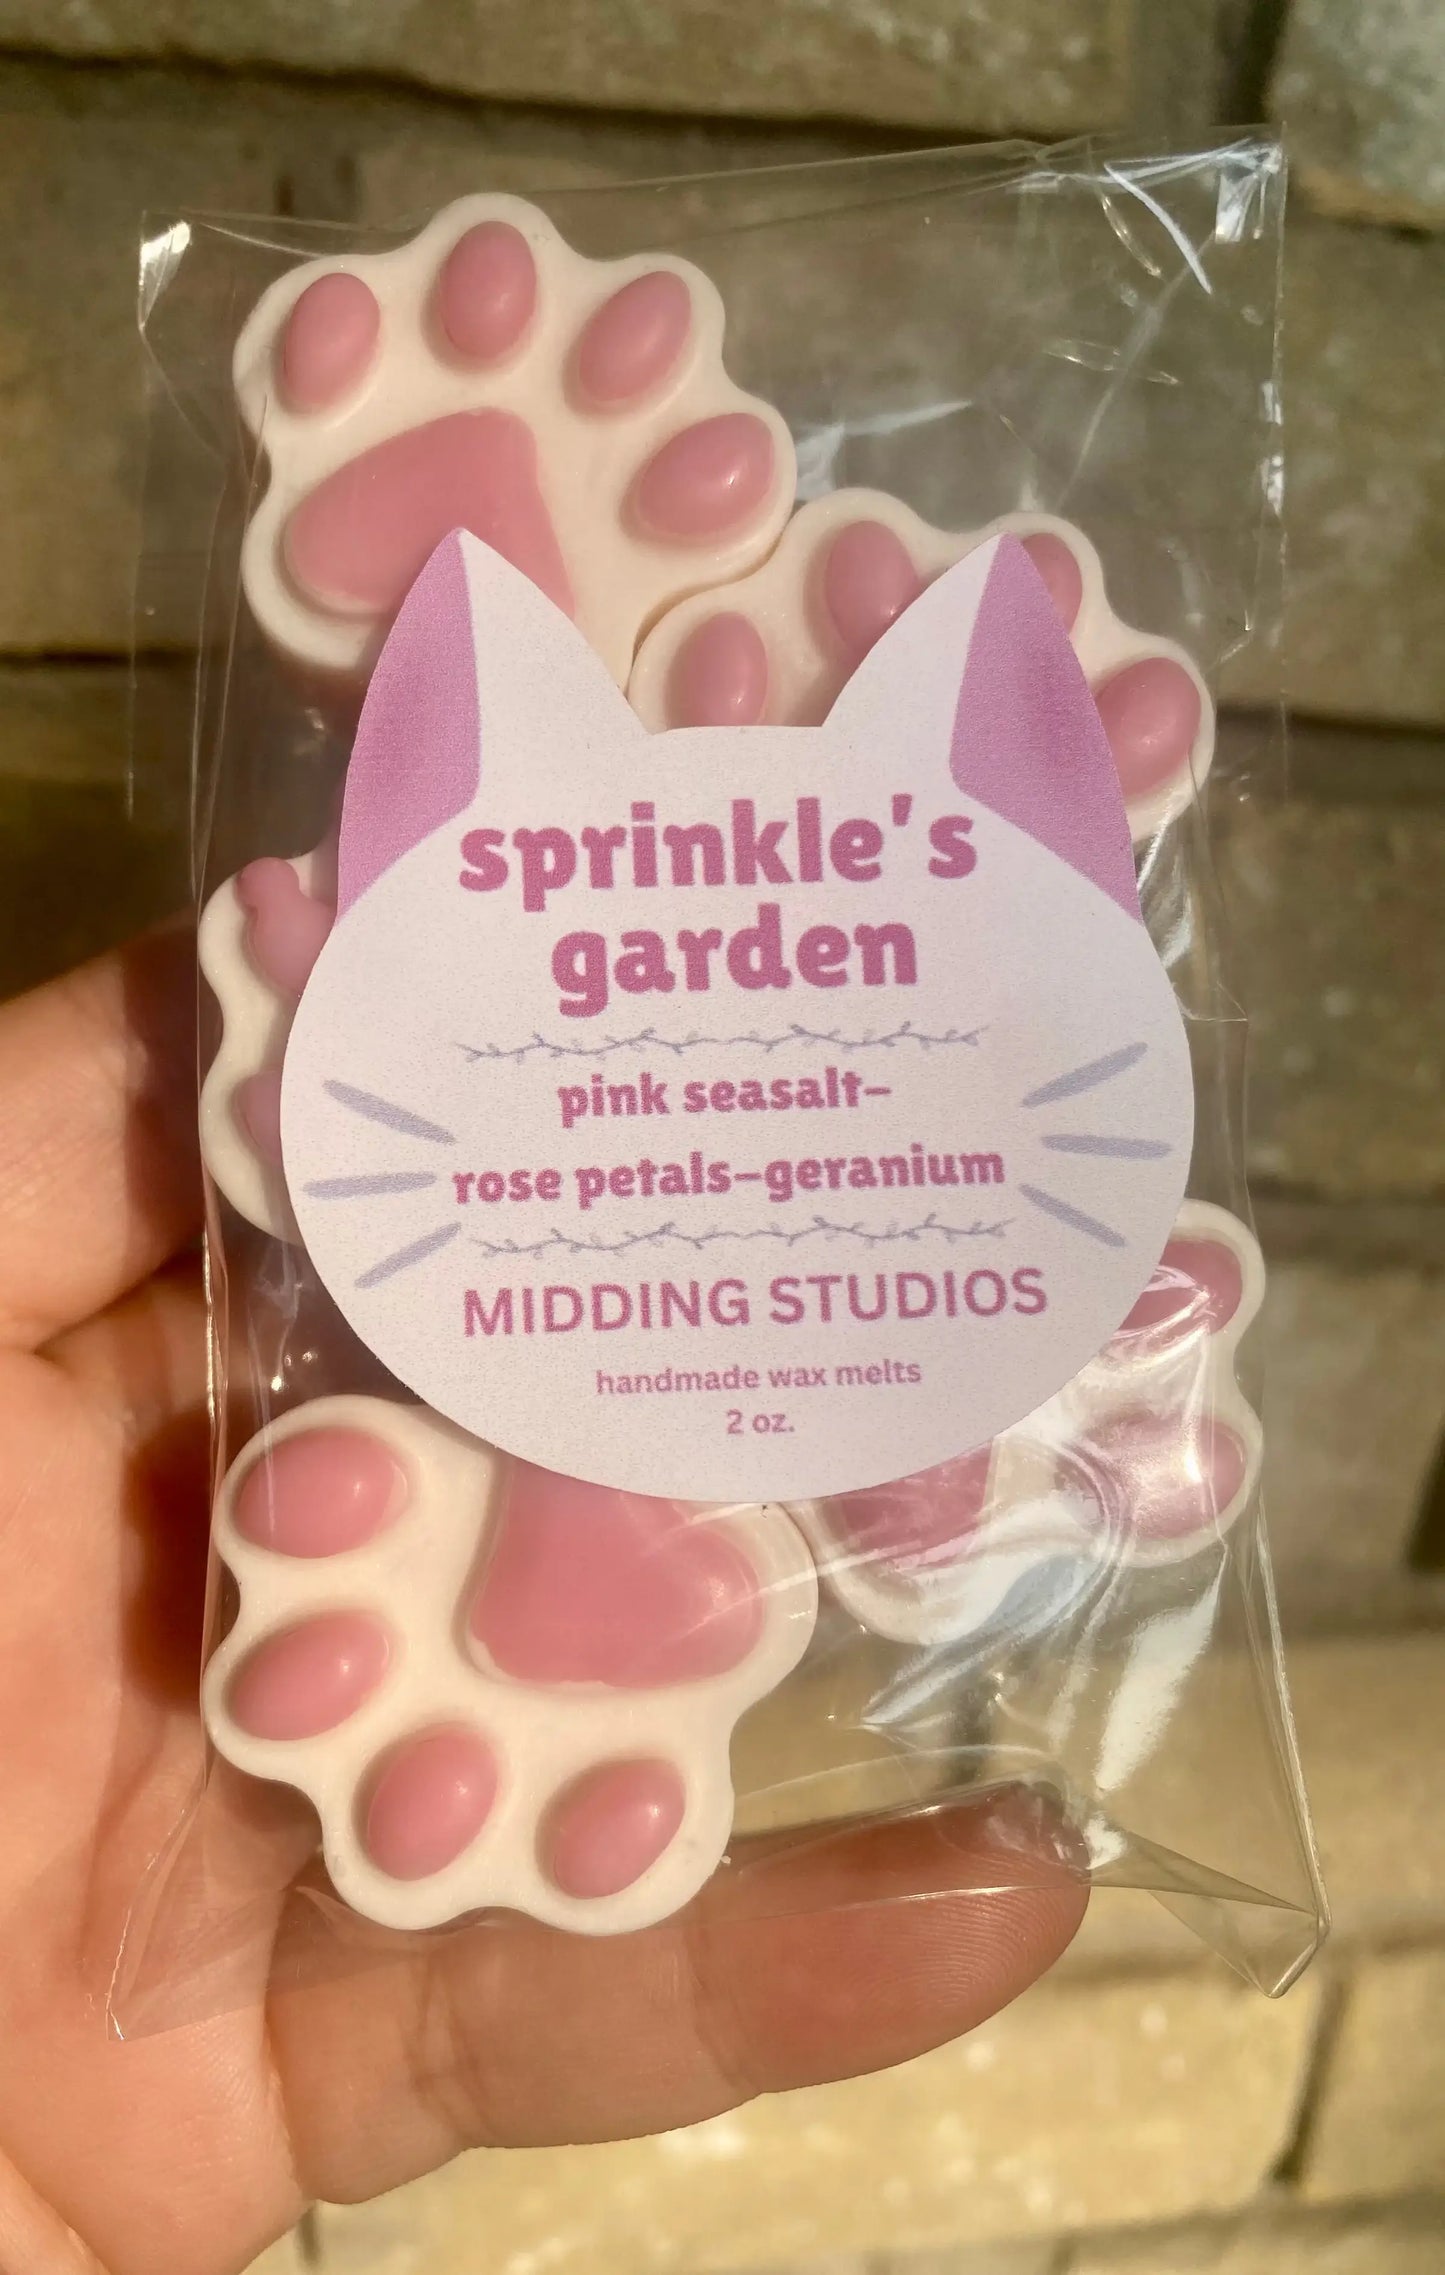 sprinkle's
garden
pink seasalt–
rose petals–geranium
MIDDING STUDIOS
handmade wax melts
2 oz.